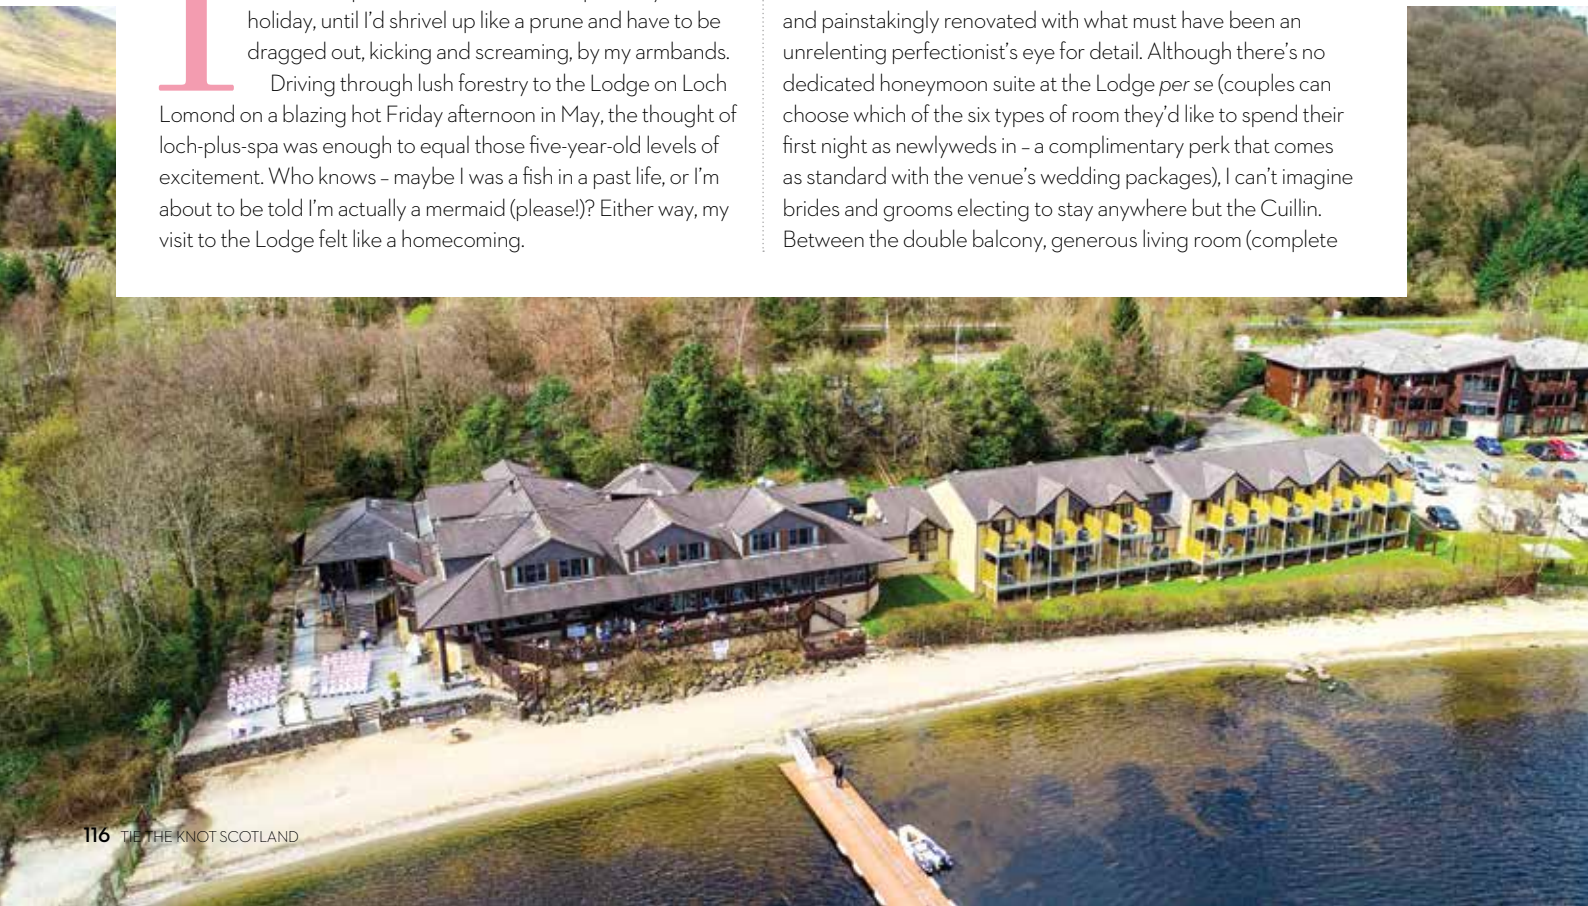 I
holiday, until I’d shrivel up like a prune and have to be
dragged out, kicking and screaming, by my armbands.
Driving through lush forestry to the Lodge on Loch
Lomond on a blazing hot Friday afternoon in May, the thought of
loch-plus-spa was enough to equal those five-year-old levels of
excitement. Who knows – maybe I was a fish in a past life, or I’m
about to be told I’m actually a mermaid (please!)? Either way, my
visit to the Lodge felt like a homecoming.
and painstakingly renovated with what must have been an
unrelenting perfectionist’s eye for detail. Although there’s no
dedicated honeymoon suite at the Lodge per se (couples can
choose which of the six types of room they’d like to spend their
first night as newlyweds in – a complimentary perk that comes
as standard with the venue’s wedding packages), I can’t imagine
brides and grooms electing to stay anywhere but the Cuillin.
Between the double balcony, generous living room (complete
116 TIE THE KNOT SCOTLAND